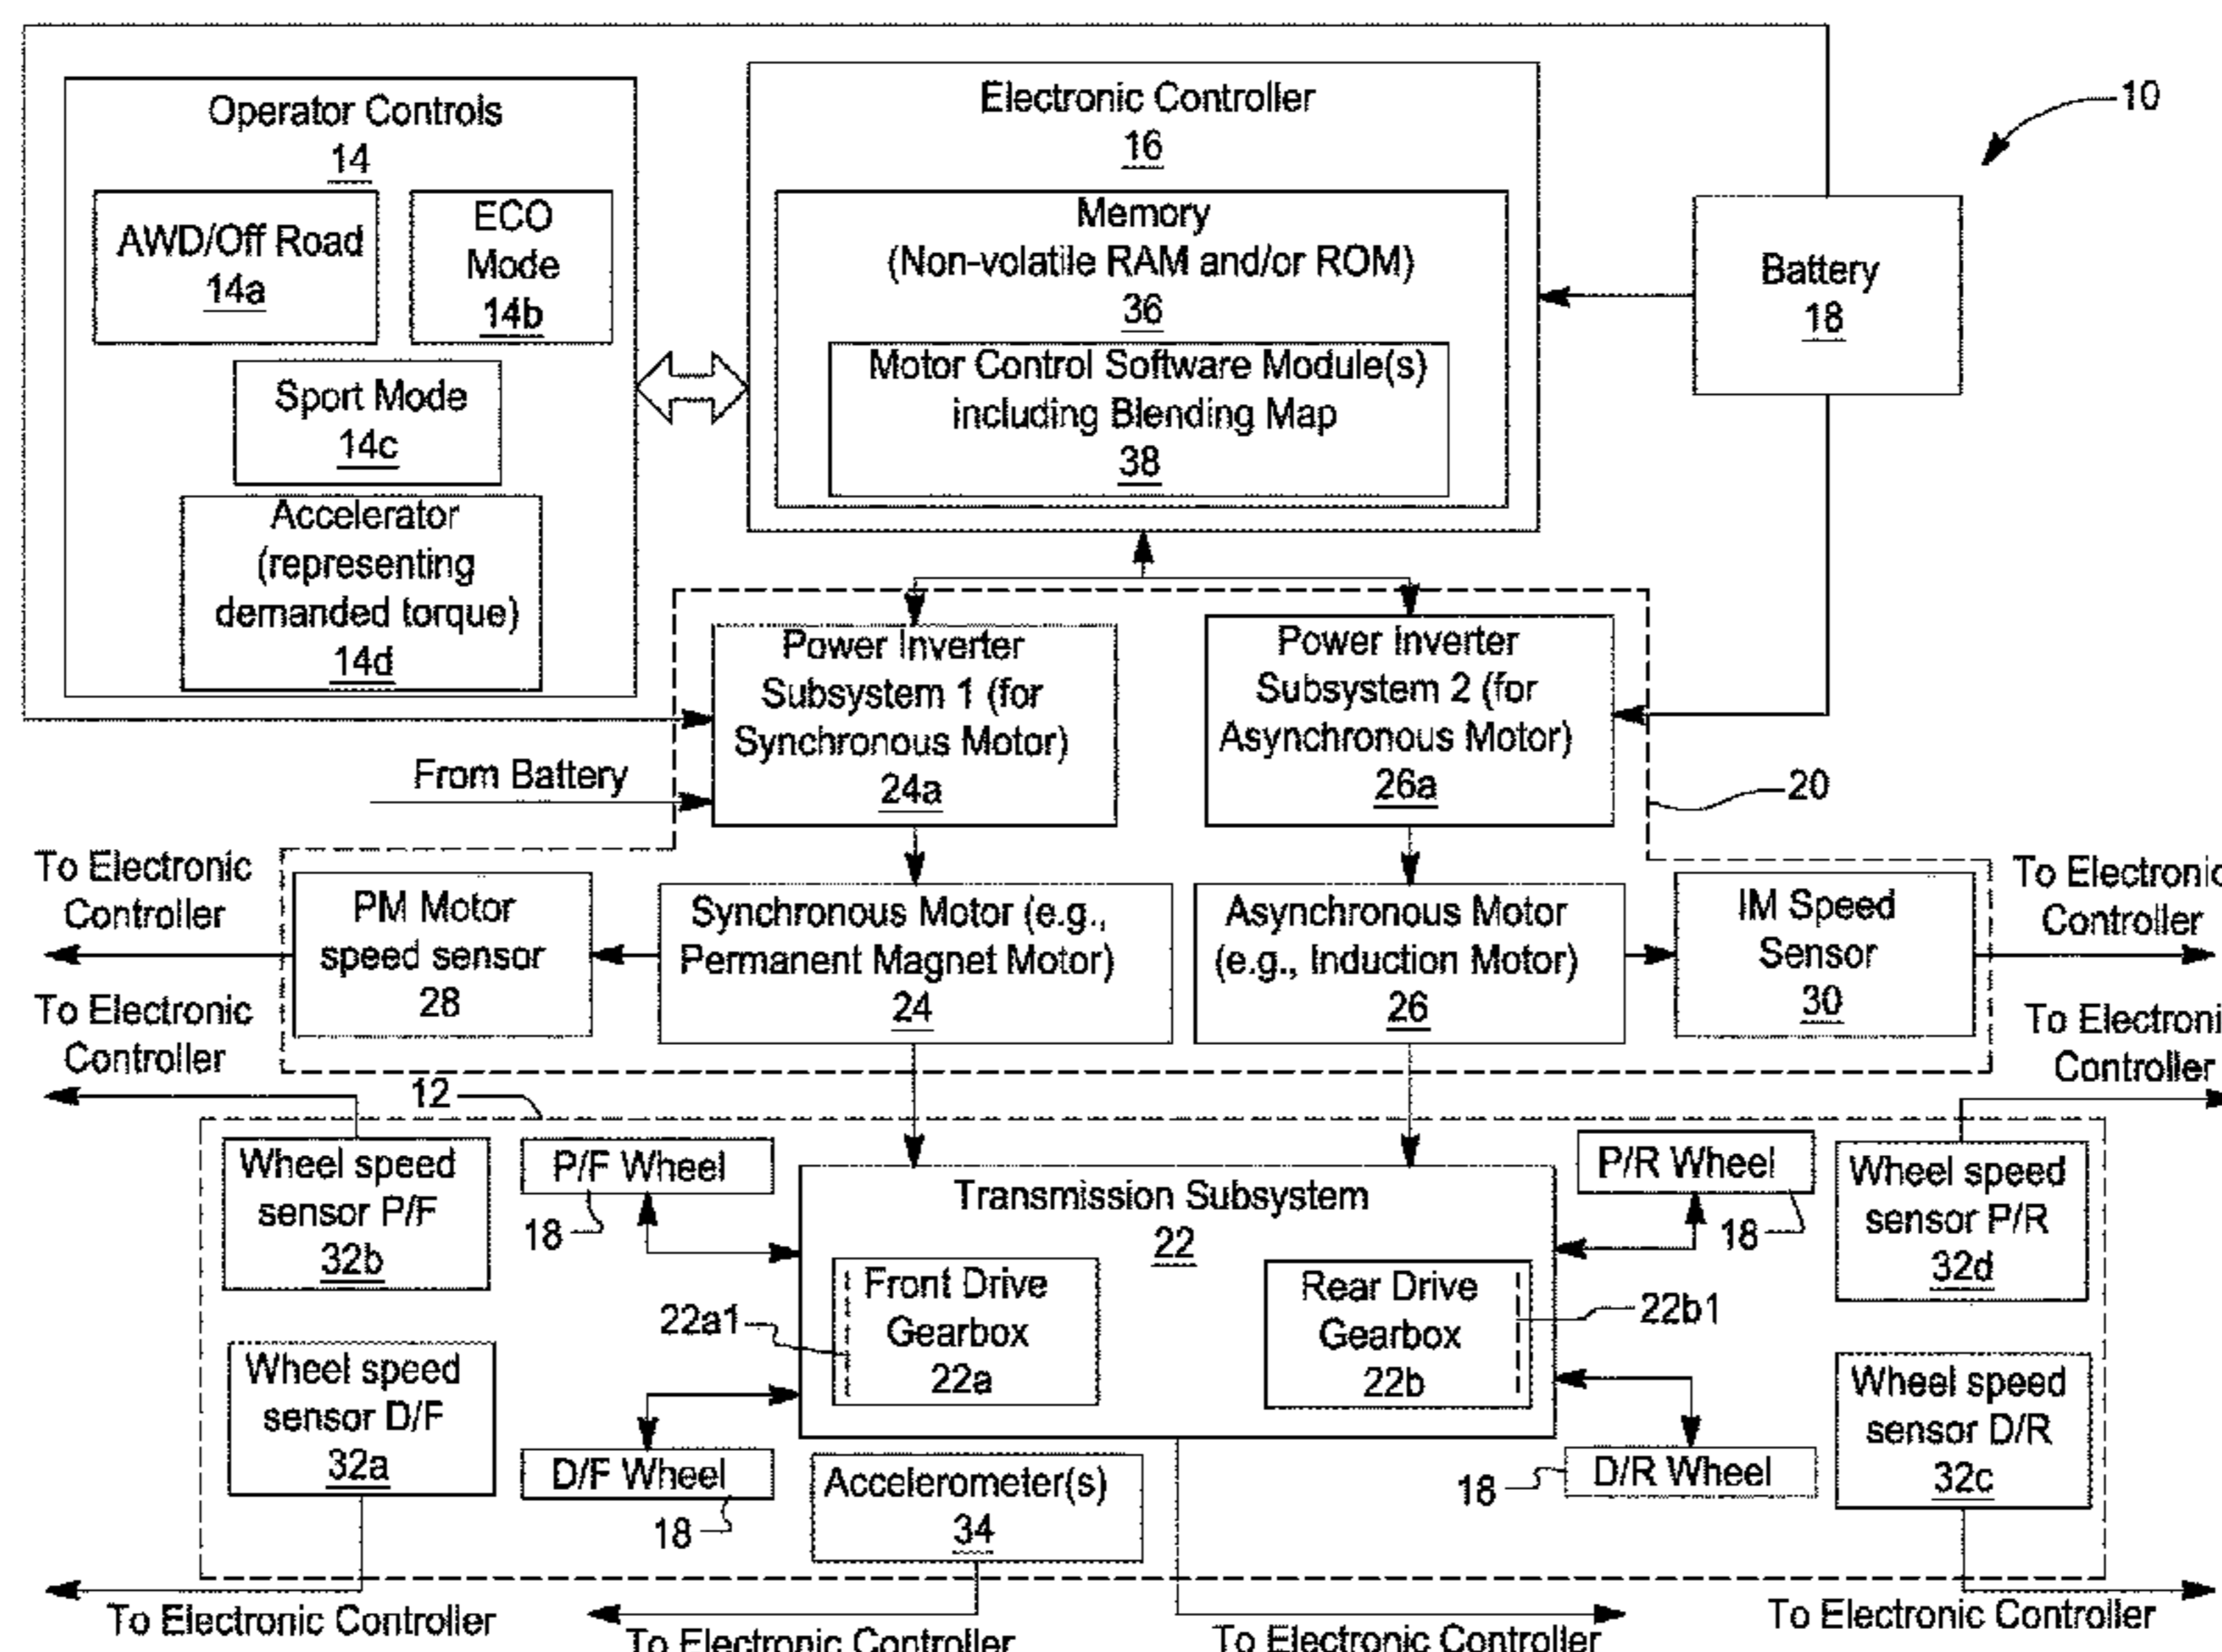 Operator Controls
14
AWD/Off Road
14a
ECO
Mode
14b
Sport Mode
14c
Accelerator
(representing
demanded torque)
14d
Electronic Controller
16
Memory
(Non-volatile RAM and/or ROM)
36
Motor Control Software Module(s)
including Blending Map
38
10
Battery
18
Power Inverter
Subsystem 1 (for
Synchronous Motor)
24a
Power Inverter
Subsystem 2 (for
Asynchronous Motor)
26a
From Battery
20
To Electronic
Controller
PM Motor
speed sensor
28
Synchronous Motor (e.g.,
Permanent Magnet Motor)
24
Asynchronous Motor
(e.g., Induction Motor)
26
IM Speed
Sensor
30
To Electronic
Controller
To Electronic
Controller
To Electroni
Controller
12
Wheel speed
sensor P/F
32b
P/F Wheel
18
Transmission Subsystem
22
P/R Wheel
18
Wheel speed
sensor P/R
32d
22a1
Front Drive
Gearbox
22a
Rear Drive
Gearbox
22b
22b1
Wheel speed
sensor D/F
32a
D/F Wheel
18
Accelerometer(s)
34
18
D/R Wheel
Wheel speed
sensor D/R
32c
To Electronic Controller
To Electronic Controller
To Electronic Controller
To Electronic Controller